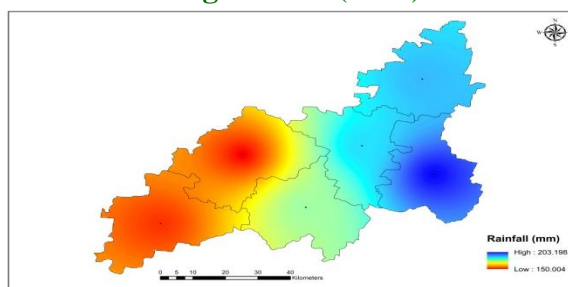 N
W E
S
Rainfall (mm)
High : 203.198
Low : 150.004
0 5 10 20 30 40
Kilometers